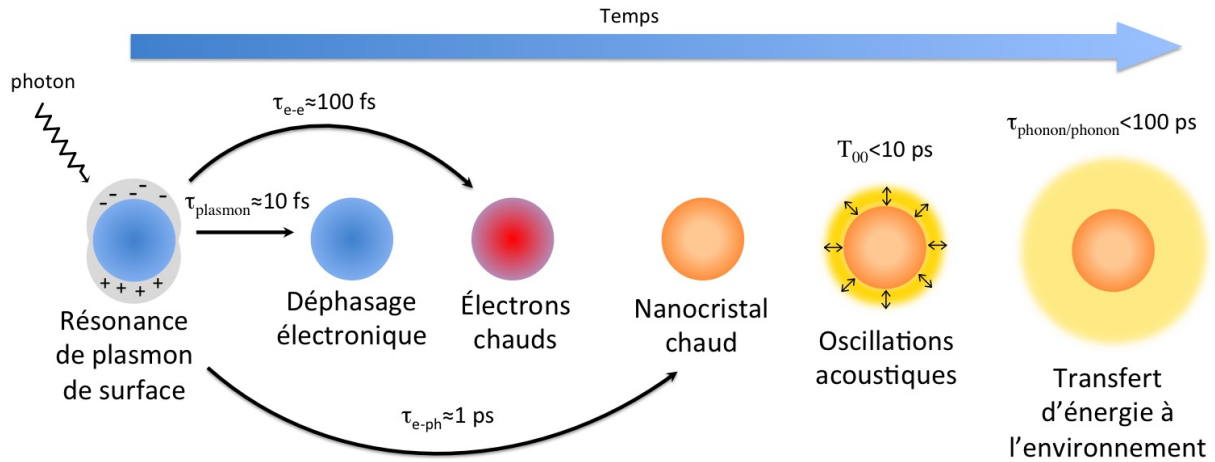 Temps
photon
τe-e≈100 fs
τphonon/phonon<100 ps
T00<10 ps
- - - - -
τplasmon≈10 fs
+ + + +
Résonance
de plasmon
de surface
Déphasage
électronique
Électrons
chauds
Nanocristal
chaud
Oscillations
acoustiques
Transfert
d’énergie à
l’environnement
τe-ph≈1 ps